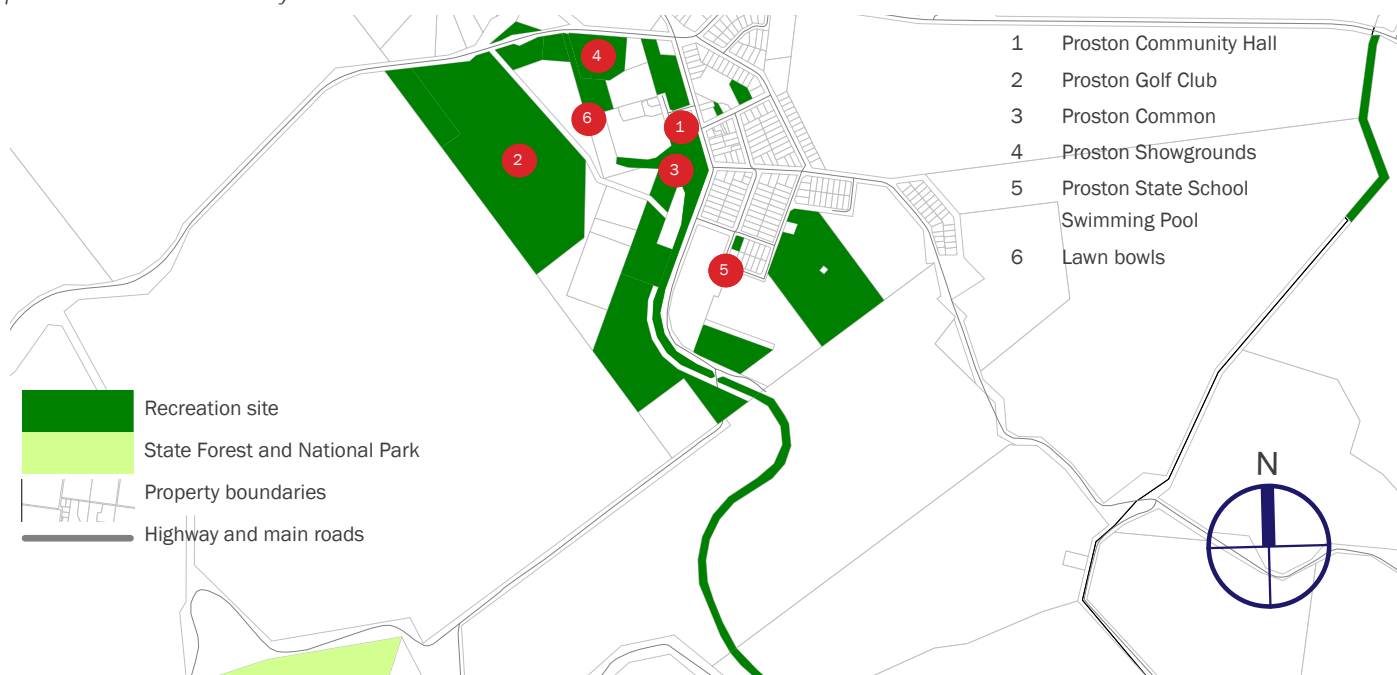 1 Proston Community Hall
2 Proston Golf Club
3 Proston Common
4 Proston Showgrounds
5 Proston State School
Swimming Pool
6 Lawn bowls
4
6
1
2
3
5
Recreation site
State Forest and National Park
Property boundaries
Highway and main roads
N